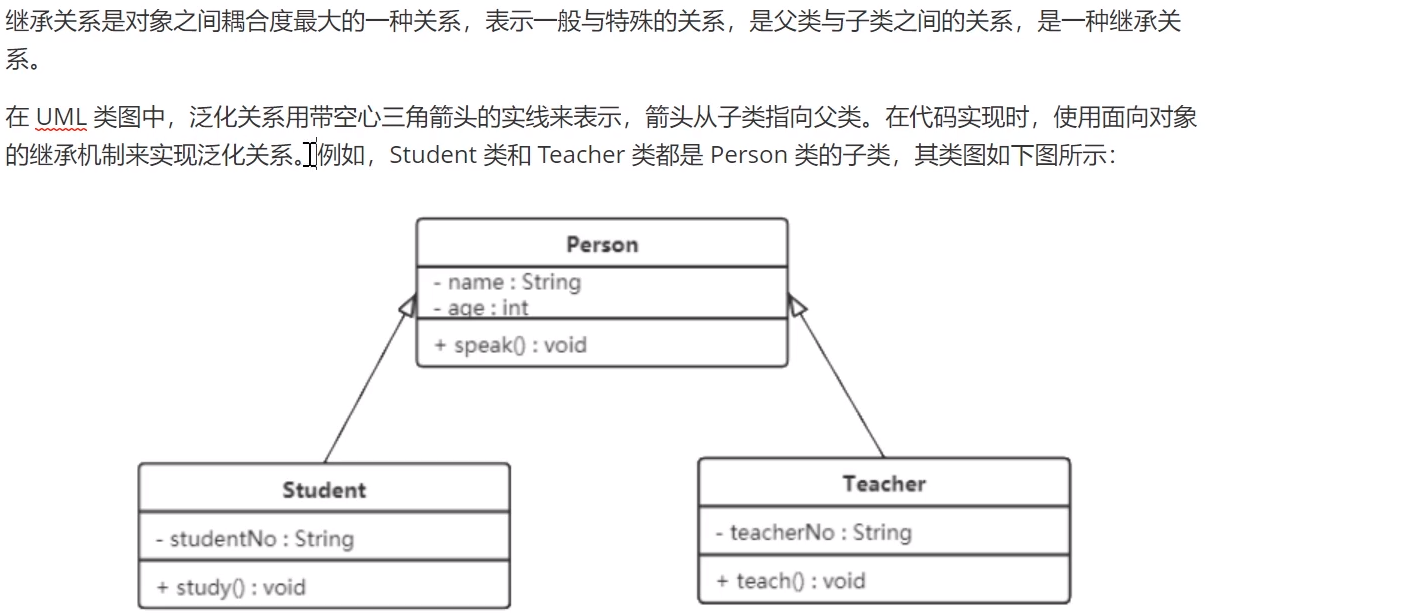 继承关系是对象之间耦合度最大的一种关系，表示一般与特殊的关系，是父类与子类之间的关系，是一种继承关
系。
在 UML 类图中，泛化关系用带空心三角箭头的实线来表示，箭头从子类指向父类。在代码实现时，使用面向对象
的继承机制来实现泛化关系。例如，Student 类和 Teacher 类都是 Person 类的子类，其类图如下图所示：
Person
- name : String
- age : int
+ speak() : void
Student
- studentNo : String
+ study() : void
Teacher
- teacherNo : String
+ teach() : void